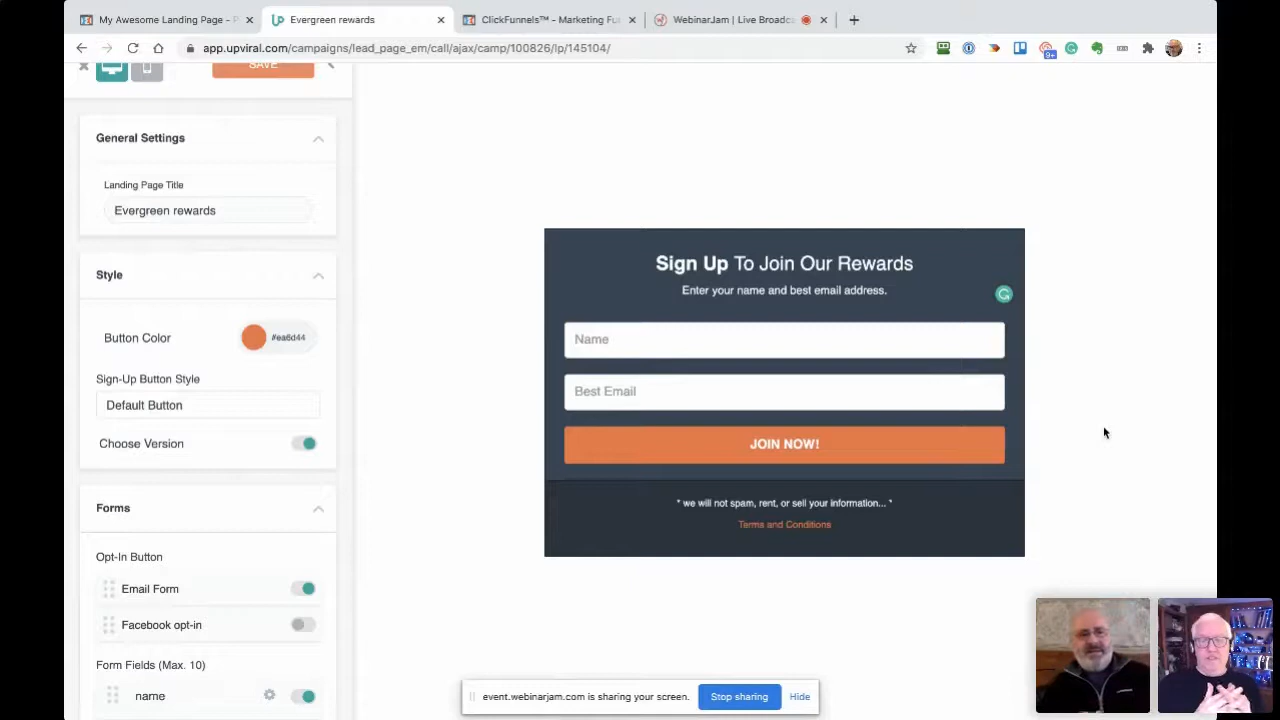 My Awesome Landing Page - P
Evergreen rewards
ClickFunnels™ - Marketing Fu
WebinarJam | Live Broadca
app.upviral.com/campaigns/lead_page_em/call/ajax/camp/100826/lp/145104/
9+
SAVE
General Settings
Landing Page Title
Evergreen rewards
Style
Button Color
#ea6d44
Sign-Up Button Style
Default Button
Choose Version
Forms
Opt-In Button
Email Form
Facebook opt-in
Form Fields (Max. 10)
name
Sign Up To Join Our Rewards
Enter your name and best email address.
Name
Best Email
JOIN NOW!
* we will not spam, rent, or sell your information... *
Terms and Conditions
event.webinarjam.com is sharing your screen.
Stop sharing
Hide